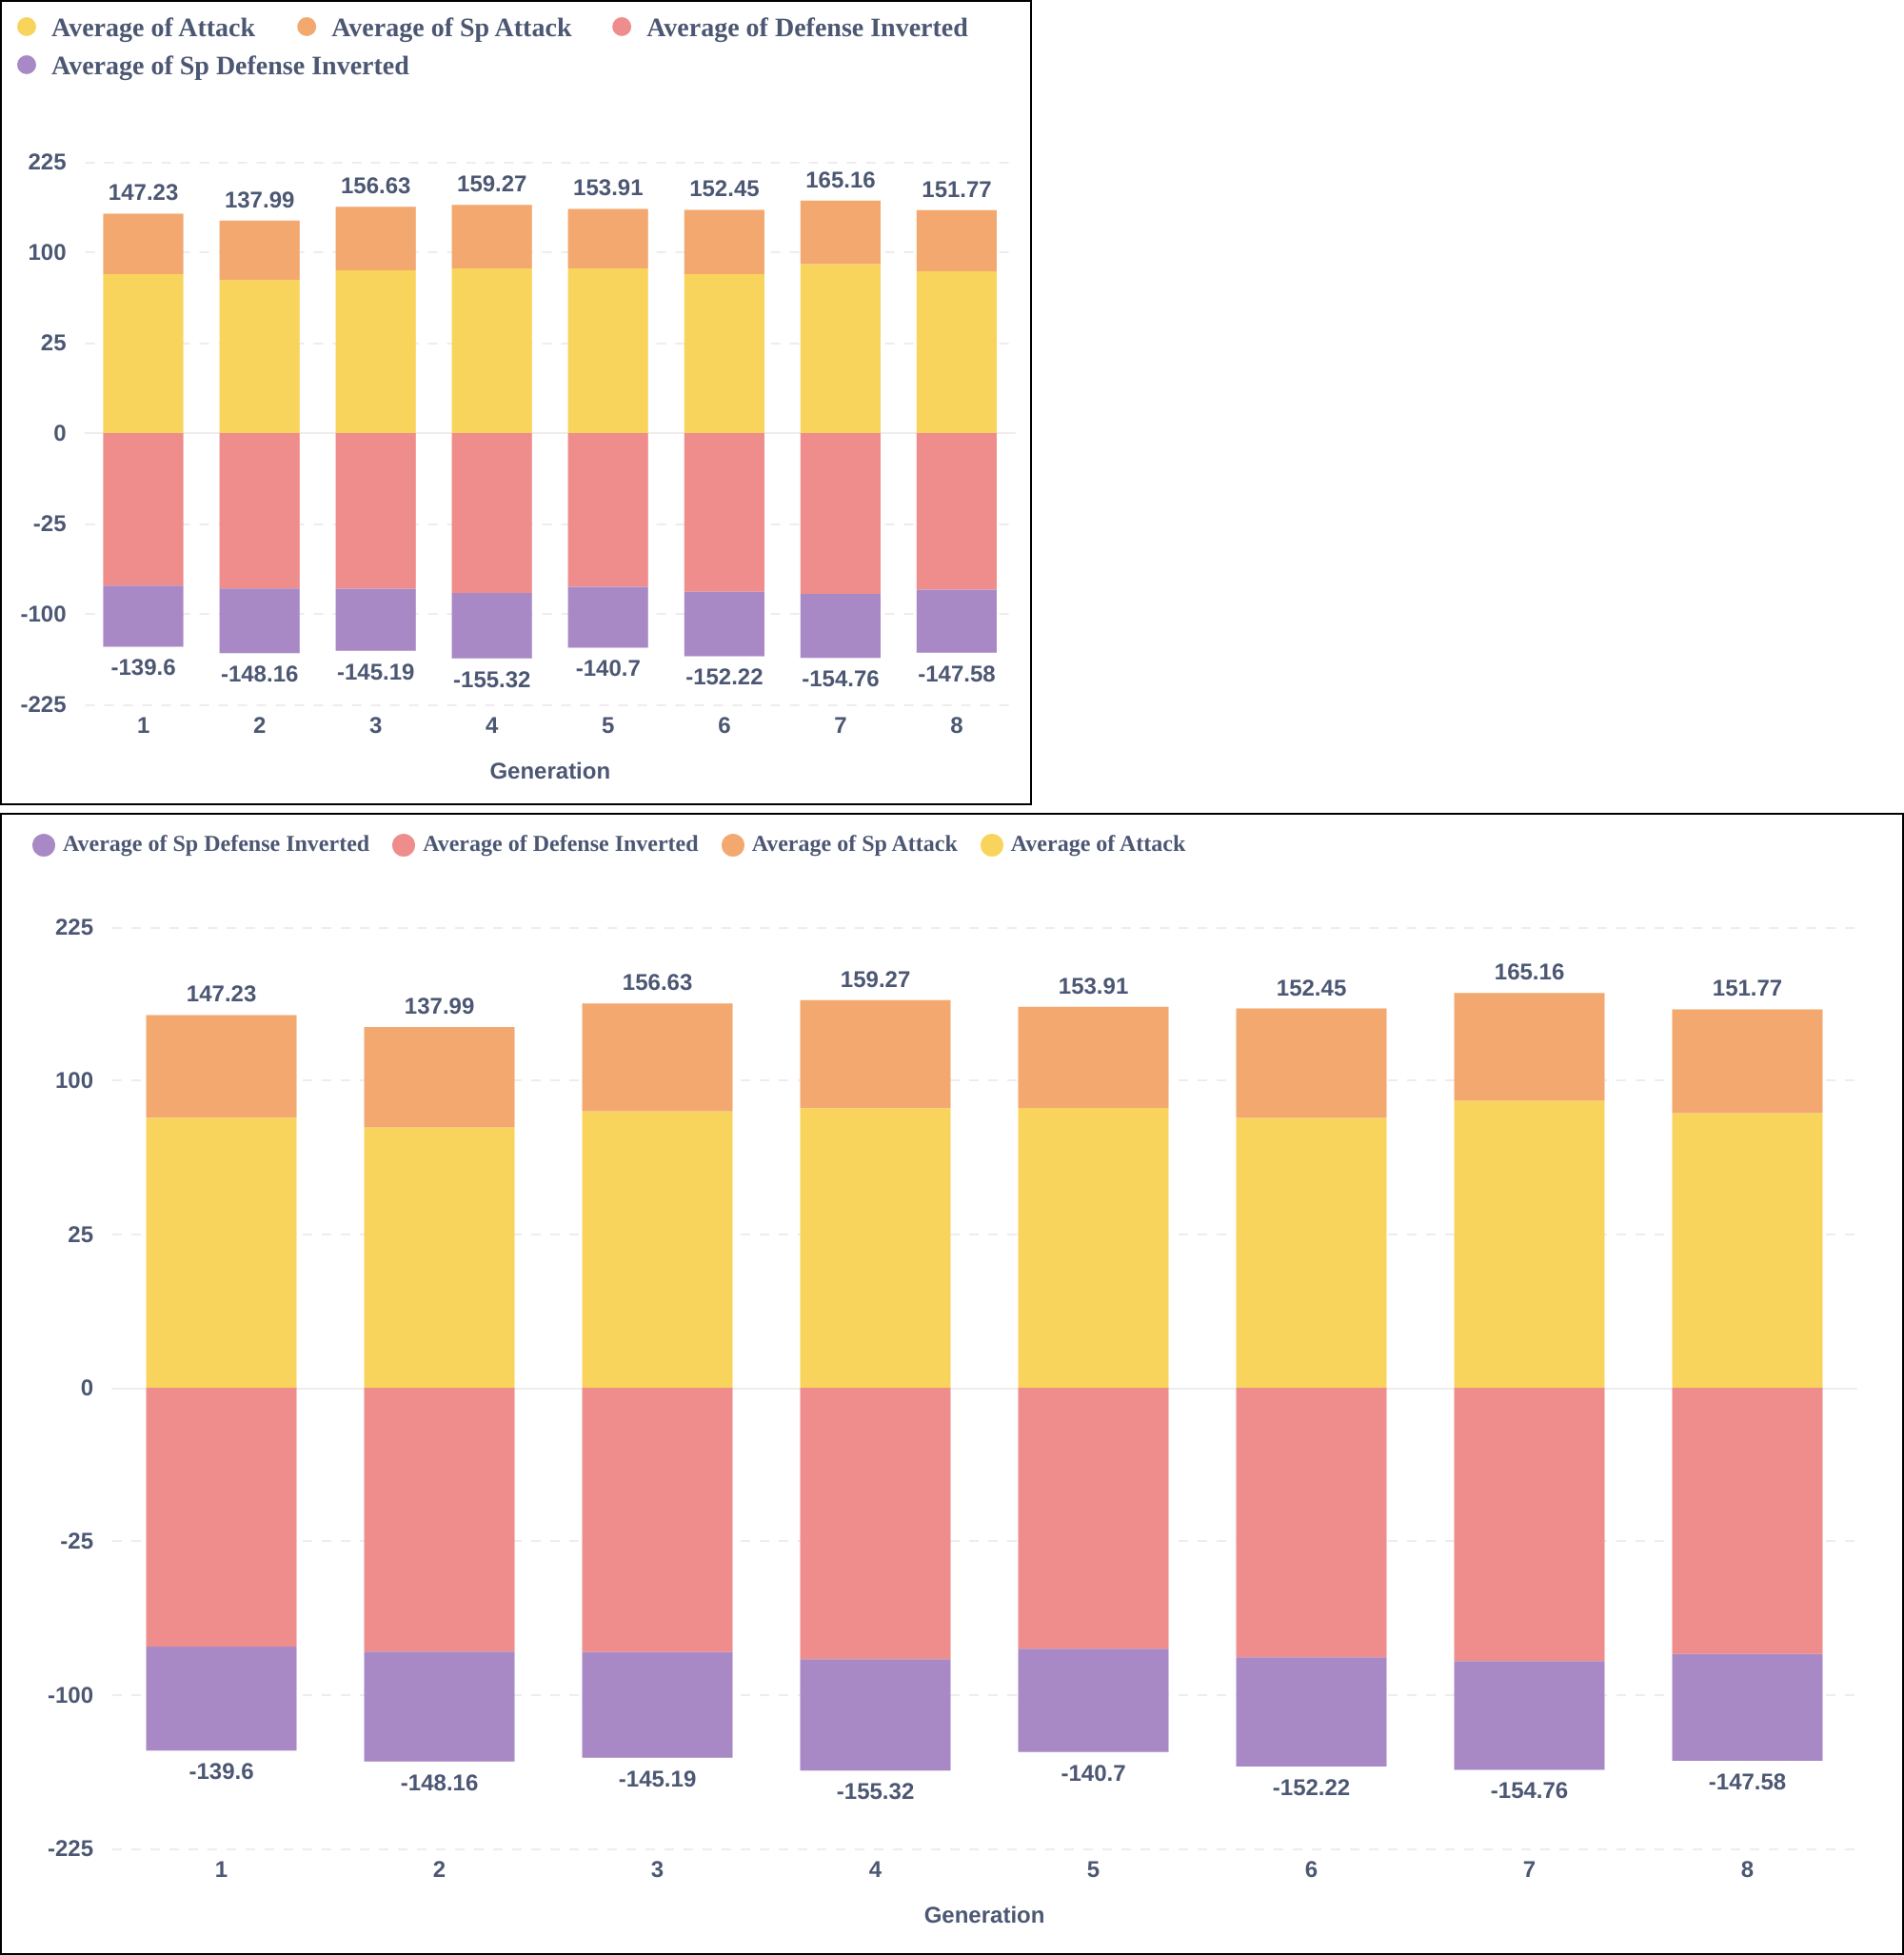 Average of Attack Average of Sp Attack Average of Defense Inverted
Average of Sp Defense Inverted
225
147.23 137.99 156.63 159.27 153.91 152.45 165.16 151.77
100
25
0
-25
-100
-139.6 -148.16 -145.19 -155.32 -140.7 -152.22 -154.76 -147.58
-225
1 2 3 4 5 6 7 8
Generation
Average of Sp Defense Inverted Average of Defense Inverted Average of Sp Attack Average of Attack
225
147.23 137.99 156.63 159.27 153.91 152.45 165.16 151.77
100
25
0
-25
-100
-139.6 -148.16 -145.19 -155.32 -140.7 -152.22 -154.76 -147.58
-225
1 2 3 4 5 6 7 8
Generation